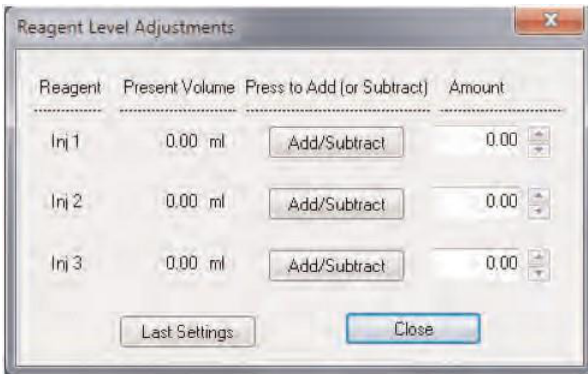 Reagent Level Adjustments
Reagent Present Volume Press to Add (or Subtract) Amount
Inj 1 0.00 ml Add/Subtract 0.00
Inj 2 0.00 ml Add/Subtract 0.00
Inj 3 0.00 ml Add/Subtract 0.00
Last Settings Close